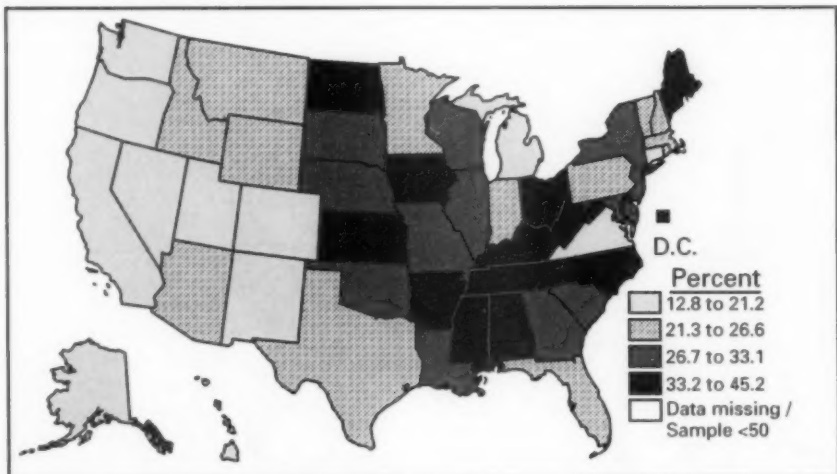 D.C.
Percent
12.8 to 21.2
21.3 to 26.6
26.7 to 33.1
33.2 to 45.2
Data missing /
Sample <50